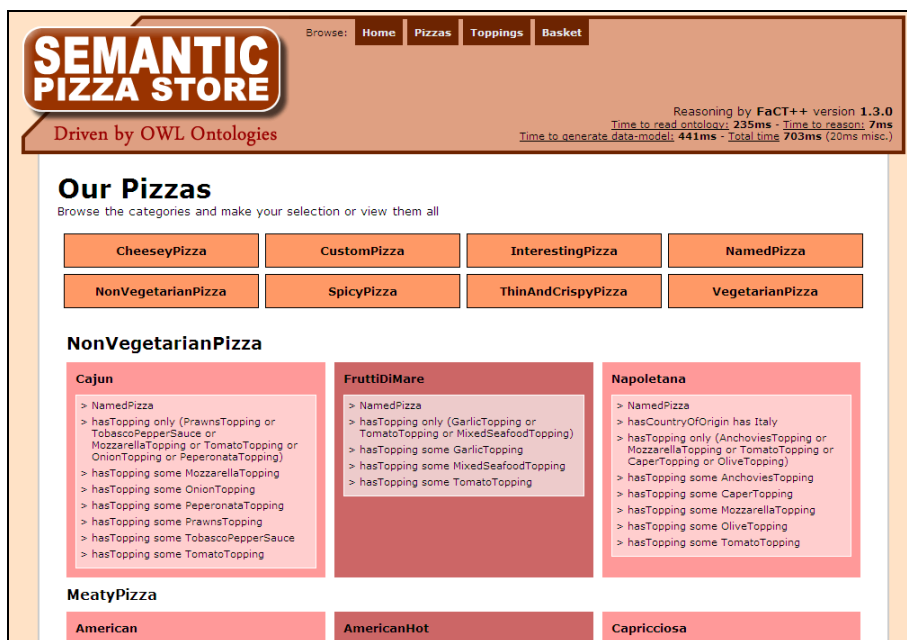 SEMANTIC
PIZZA STORE
Driven by OWL Ontologies
Browse: Home Pizzas Toppings Basket
Reasoning by FaCT++ version 1.3.0
Time to read ontology: 235ms - Time to reason: 7ms
Time to generate data-model: 441ms - Total time 703ms (20ms misc.)
Our Pizzas
Browse the categories and make your selection or view them all
CheeseyPizza CustomPizza InterestingPizza NamedPizza
NonVegetarianPizza SpicyPizza ThinAndCrispyPizza VegetarianPizza
NonVegetarianPizza
Cajun
> NamedPizza
> hasTopping only (PrawnsTopping or
TobascoPepperSauce or
MozzarellaTopping or TomatoTopping or
OnionTopping or PeperonataTopping)
> hasTopping some MozzarellaTopping
> hasTopping some OnionTopping
> hasTopping some PeperonataTopping
> hasTopping some PrawnsTopping
> hasTopping some TobascoPepperSauce
> hasTopping some TomatoTopping
FruttiDiMare
> NamedPizza
> hasTopping only (GarlicTopping or
TomatoTopping or MixedSeafoodTopping)
> hasTopping some GarlicTopping
> hasTopping some MixedSeafoodTopping
> hasTopping some TomatoTopping
Napoletana
> NamedPizza
> hasCountryOfOrigin has Italy
> hasTopping only (AnchoviesTopping or
MozzarellaTopping or TomatoTopping or
CaperTopping or OliveTopping)
> hasTopping some AnchoviesTopping
> hasTopping some CaperTopping
> hasTopping some MozzarellaTopping
> hasTopping some OliveTopping
> hasTopping some TomatoTopping
MeatyPizza
American
AmericanHot
Capricciosa